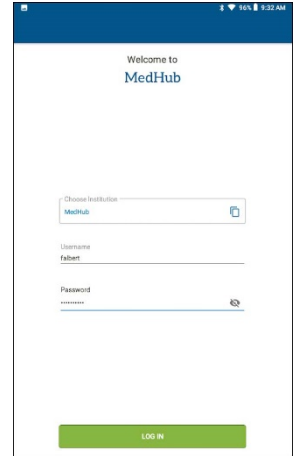 96% 9:32 AM
Welcome to
MedHub
Choose Institution
MedHub
Username
falbert
Password
••••••••••
LOG IN